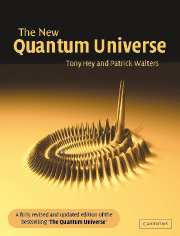 The New
Quantum Universe
Tony Hey and Patrick Walters
A fully revised and updated edition of the
bestselling 'The Quantum Universe'
CAMBRIDGE